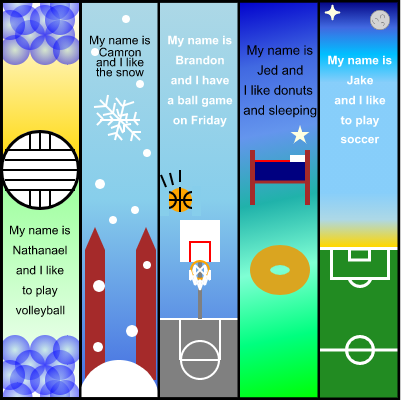 My name is
Nathanael
and I like
to play
volleyball
My name is
Camron
and I like
the snow
My name is
Brandon
and I have
a ball game
on Friday
My name is
Jed and
I like donuts
and sleeping
My name is
Jake
and I like
to play
soccer